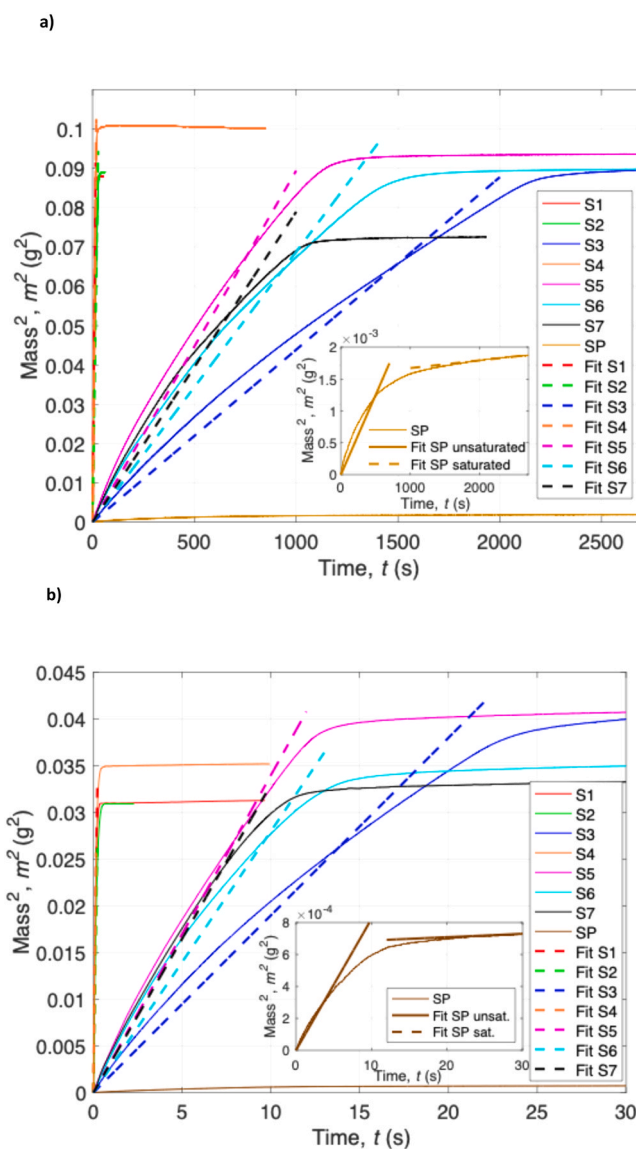 a)
0.1
0.09
0.08
0.07
0.06
0.05
0.04
0.03
0.02
0.01
0
Mass², m² (g²)
0 500 1000 1500 2000 2500
Time, t (s)
S1
S2
S3
S4
S5
S6
S7
SP
Fit S1
Fit S2
Fit S3
Fit S4
Fit S5
Fit S6
Fit S7
× 10⁻³
2
1.5
1
0.5
0
Mass², m² (g²)
SP
Fit SP unsaturated
Fit SP saturated
0 1000 2000
Time, t (s)
b)
0.045
0.04
0.035
0.03
0.025
0.02
0.015
0.01
0.005
0
Mass², m² (g²)
0 5 10 15 20 25 30
Time, t (s)
S1
S2
S3
S4
S5
S6
S7
SP
Fit S1
Fit S2
Fit S3
Fit S4
Fit S5
Fit S6
Fit S7
8 × 10⁻⁴
6
4
2
0
Mass², m² (g²)
SP
Fit SP unsat.
Fit SP sat.
0 10 20 30
Time, t (s)